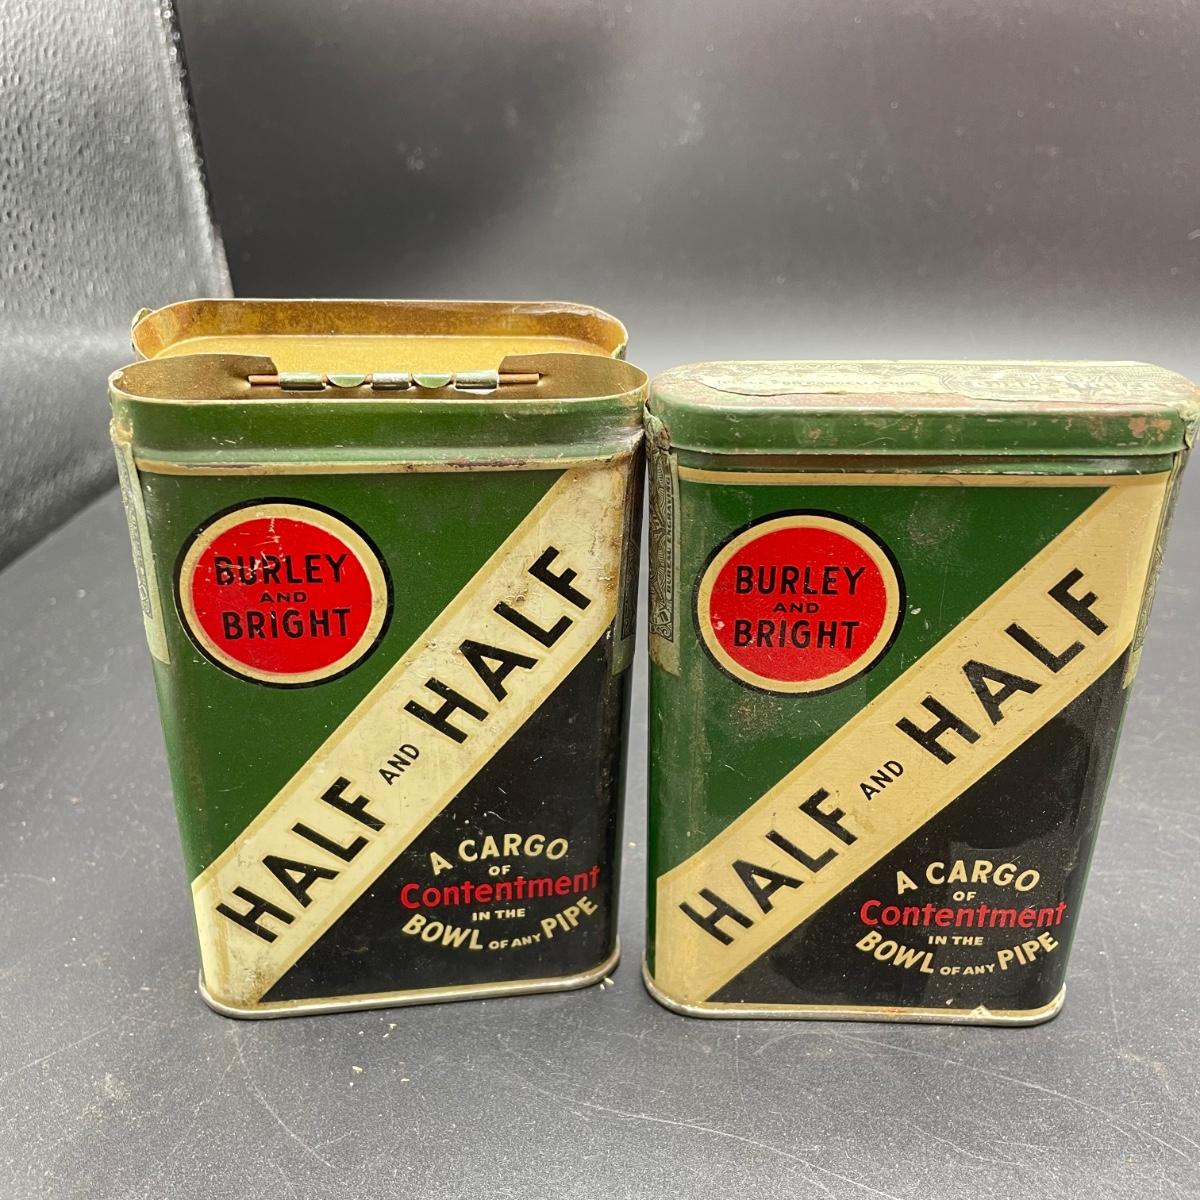 BURLEY
AND
BRIGHT
HALF AND HALF
A CARGO
OF
Contentment
IN THE
BOWL OF ANY PIPE
BURLEY
AND
BRIGHT
HALF AND HALF
A CARGO
OF
Contentment
IN THE
BOWL OF ANY PIPE